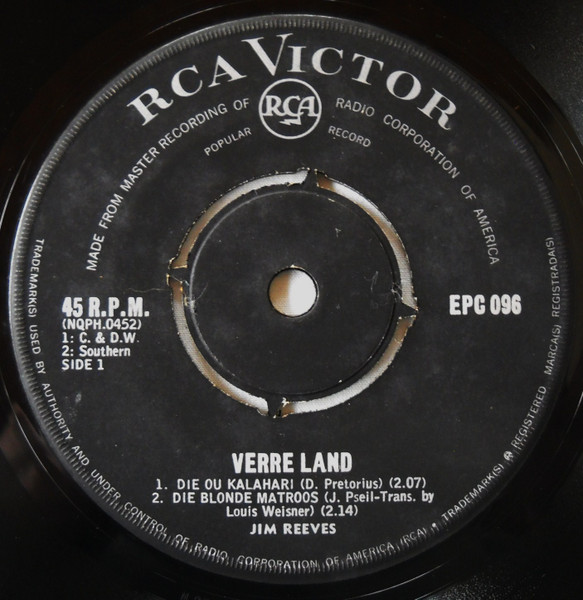 RCA VICTOR
MADE FROM MASTER RECORDING OF RADIO CORPORATION OF AMERICA
RCA
POPULAR RECORD
45 R.P.M.
(NQPH.0452)
1: C. & D.W.
2: Southern
SIDE 1
EPC 096
VERRE LAND
1. DIE OU KALAHARI (D. Pretorius) (2.07)
2. DIE BLONDE MATROOS (J. Pseil-Trans. by
Louis Weisner) (2.14)
JIM REEVES
TRADEMARK(S) USED BY AUTHORITY AND UNDER CONTROL OF RADIO CORPORATION OF AMERICA (RCA) • TRADEMARK(S) ® REGISTERED MARCA(S) REGISTRADA(S)